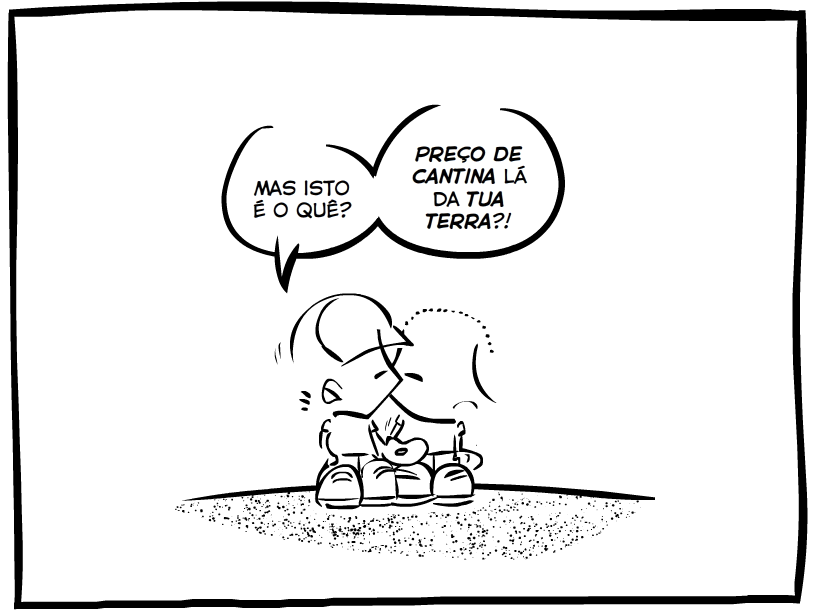 MAS ISTO
É O QUÊ?
PREÇO DE
CANTINA LÁ
DA TUA
TERRA?!